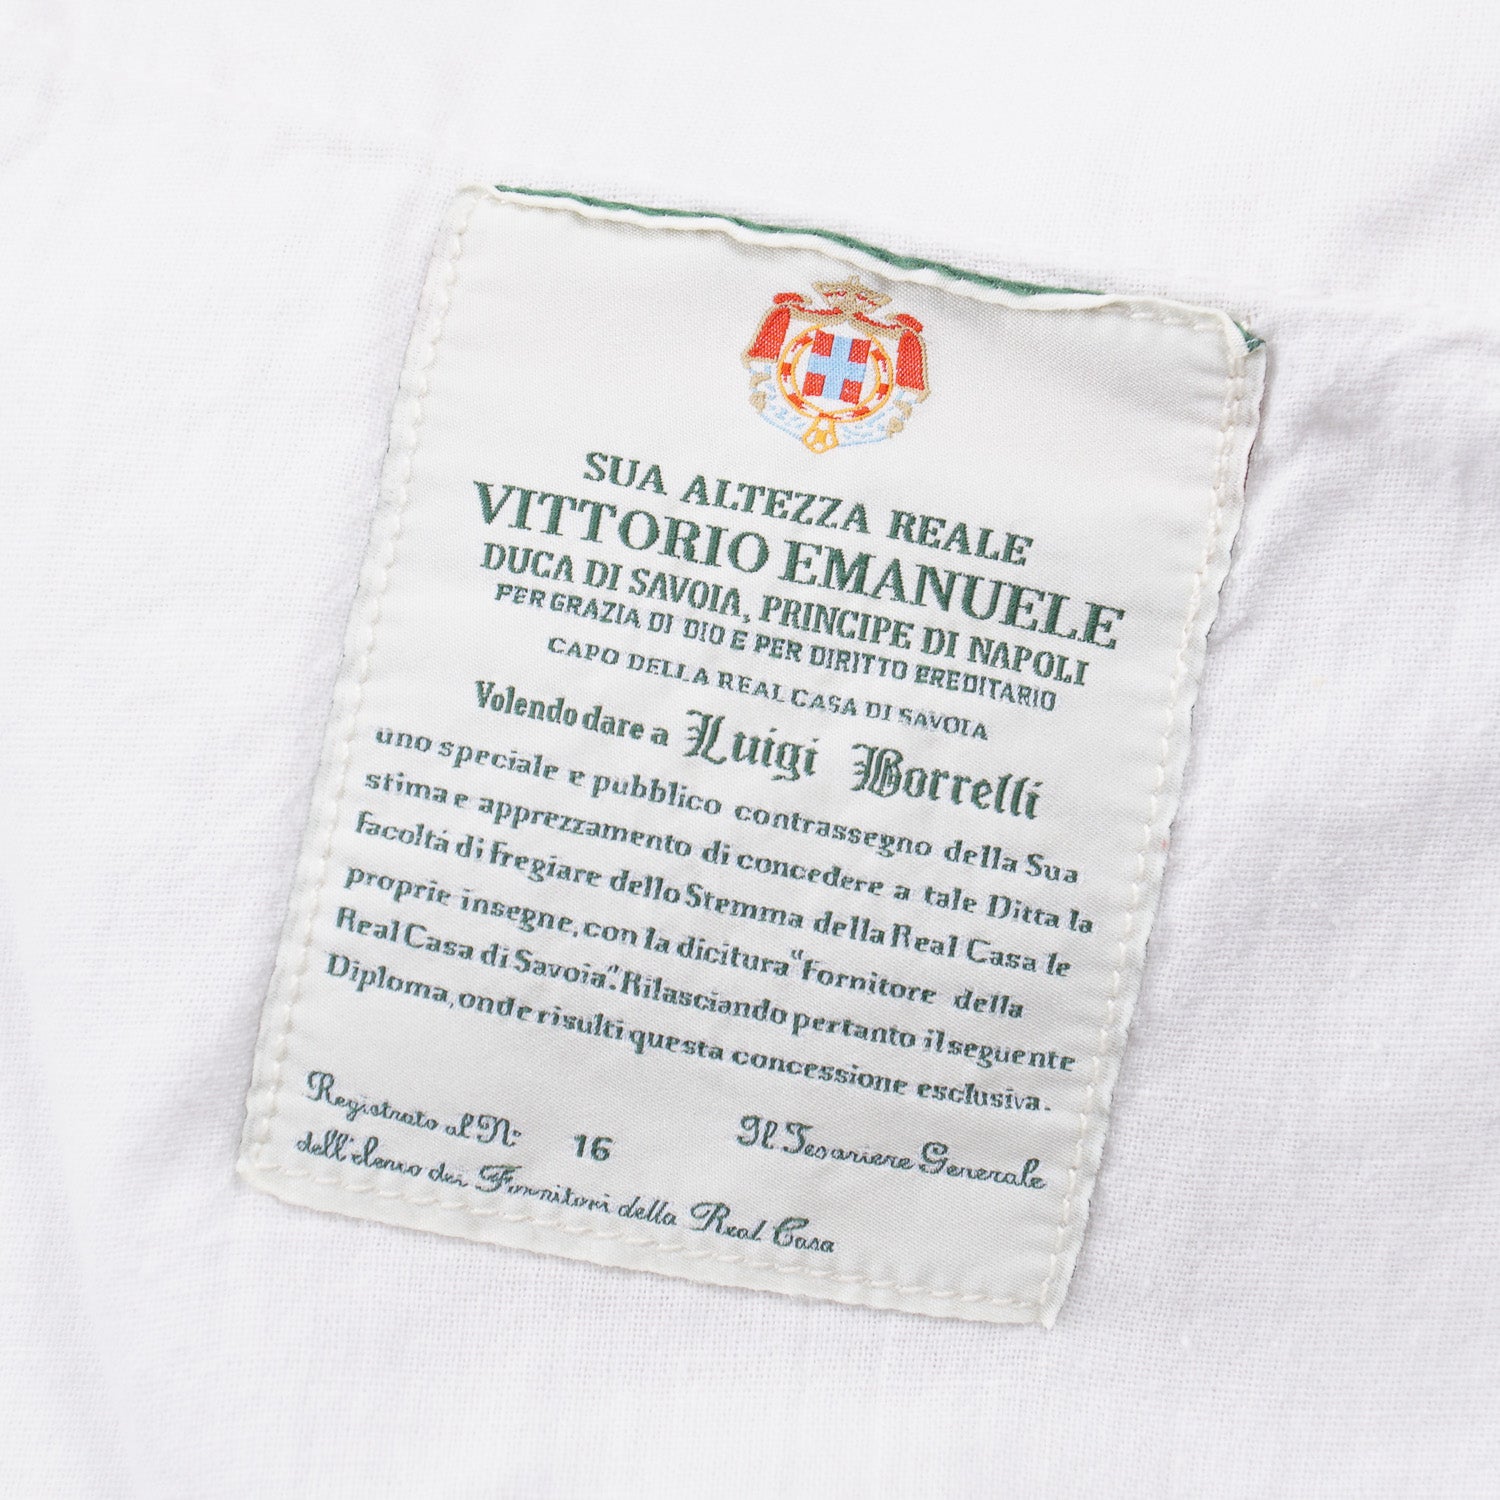 SUA ALTEZZA REALE
VITTORIO EMANUELE
DUCA DI SAVOIA, PRINCIPE DI NAPOLI
PER GRAZIA DI DIO E PER DIRITTO EREDITARIO
CAPO DELLA REAL CASA DI SAVOIA
Volendo dare a Luigi Borrelli
uno speciale e pubblico contrassegno della Sua
stima e apprezzamento di concedere a tale Ditta la
facoltà di fregiare dello Stemma della Real Casa le
proprie insegne, con la dicitura "Fornitore della
Real Casa di Savoia". Rilasciando pertanto il seguente
Diploma, onde risulti questa concessione esclusiva.
Registrato al N: 16 Il Tesoriere Generale
dell'elenco dei Fornitori della Real Casa